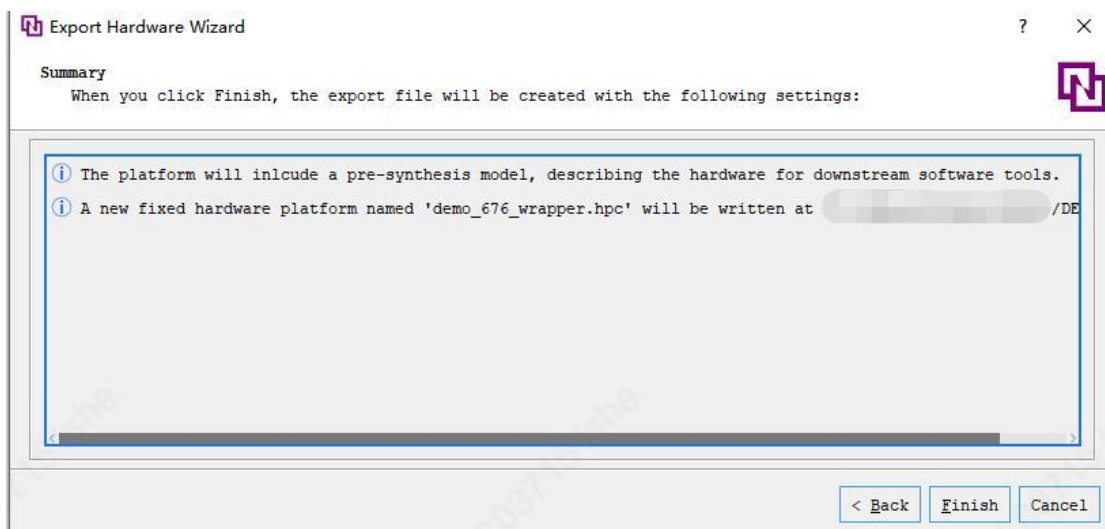 Export Hardware Wizard
?
Summary
When you click Finish, the export file will be created with the following settings:
The platform will inlcude a pre-synthesis model, describing the hardware for downstream software tools.
A new fixed hardware platform named 'demo_676_wrapper.hpc' will be written at /DE
< Back Finish Cancel